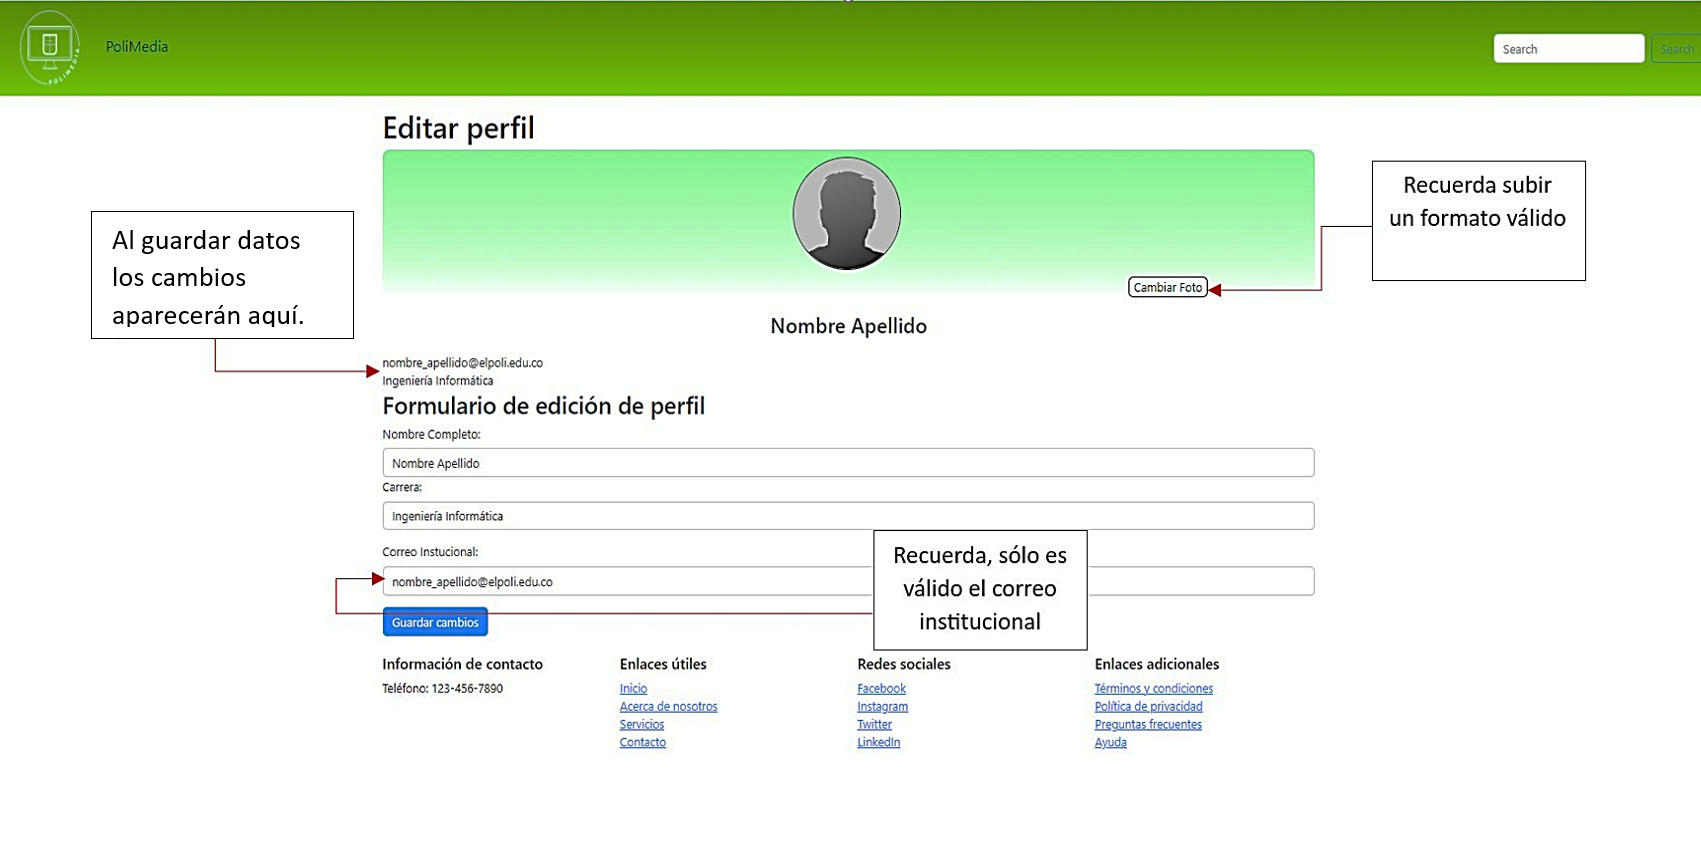 POLIMEDIA
PoliMedia
Search
Search
Editar perfil
Recuerda subir
un formato válido
Al guardar datos
los cambios
aparecerán aquí.
Cambiar Foto
Nombre Apellido
nombre_apellido@elpoli.edu.co
Ingeniería Informática
Formulario de edición de perfil
Nombre Completo:
Nombre Apellido
Carrera:
Ingeniería Informática
Correo Instucional:
nombre_apellido@elpoli.edu.co
Recuerda, sólo es
válido el correo
institucional
Guardar cambios
Información de contacto
Teléfono: 123-456-7890
Enlaces útiles
Inicio
Acerca de nosotros
Servicios
Contacto
Redes sociales
Facebook
Instagram
Twitter
LinkedIn
Enlaces adicionales
Términos y condiciones
Política de privacidad
Preguntas frecuentes
Ayuda